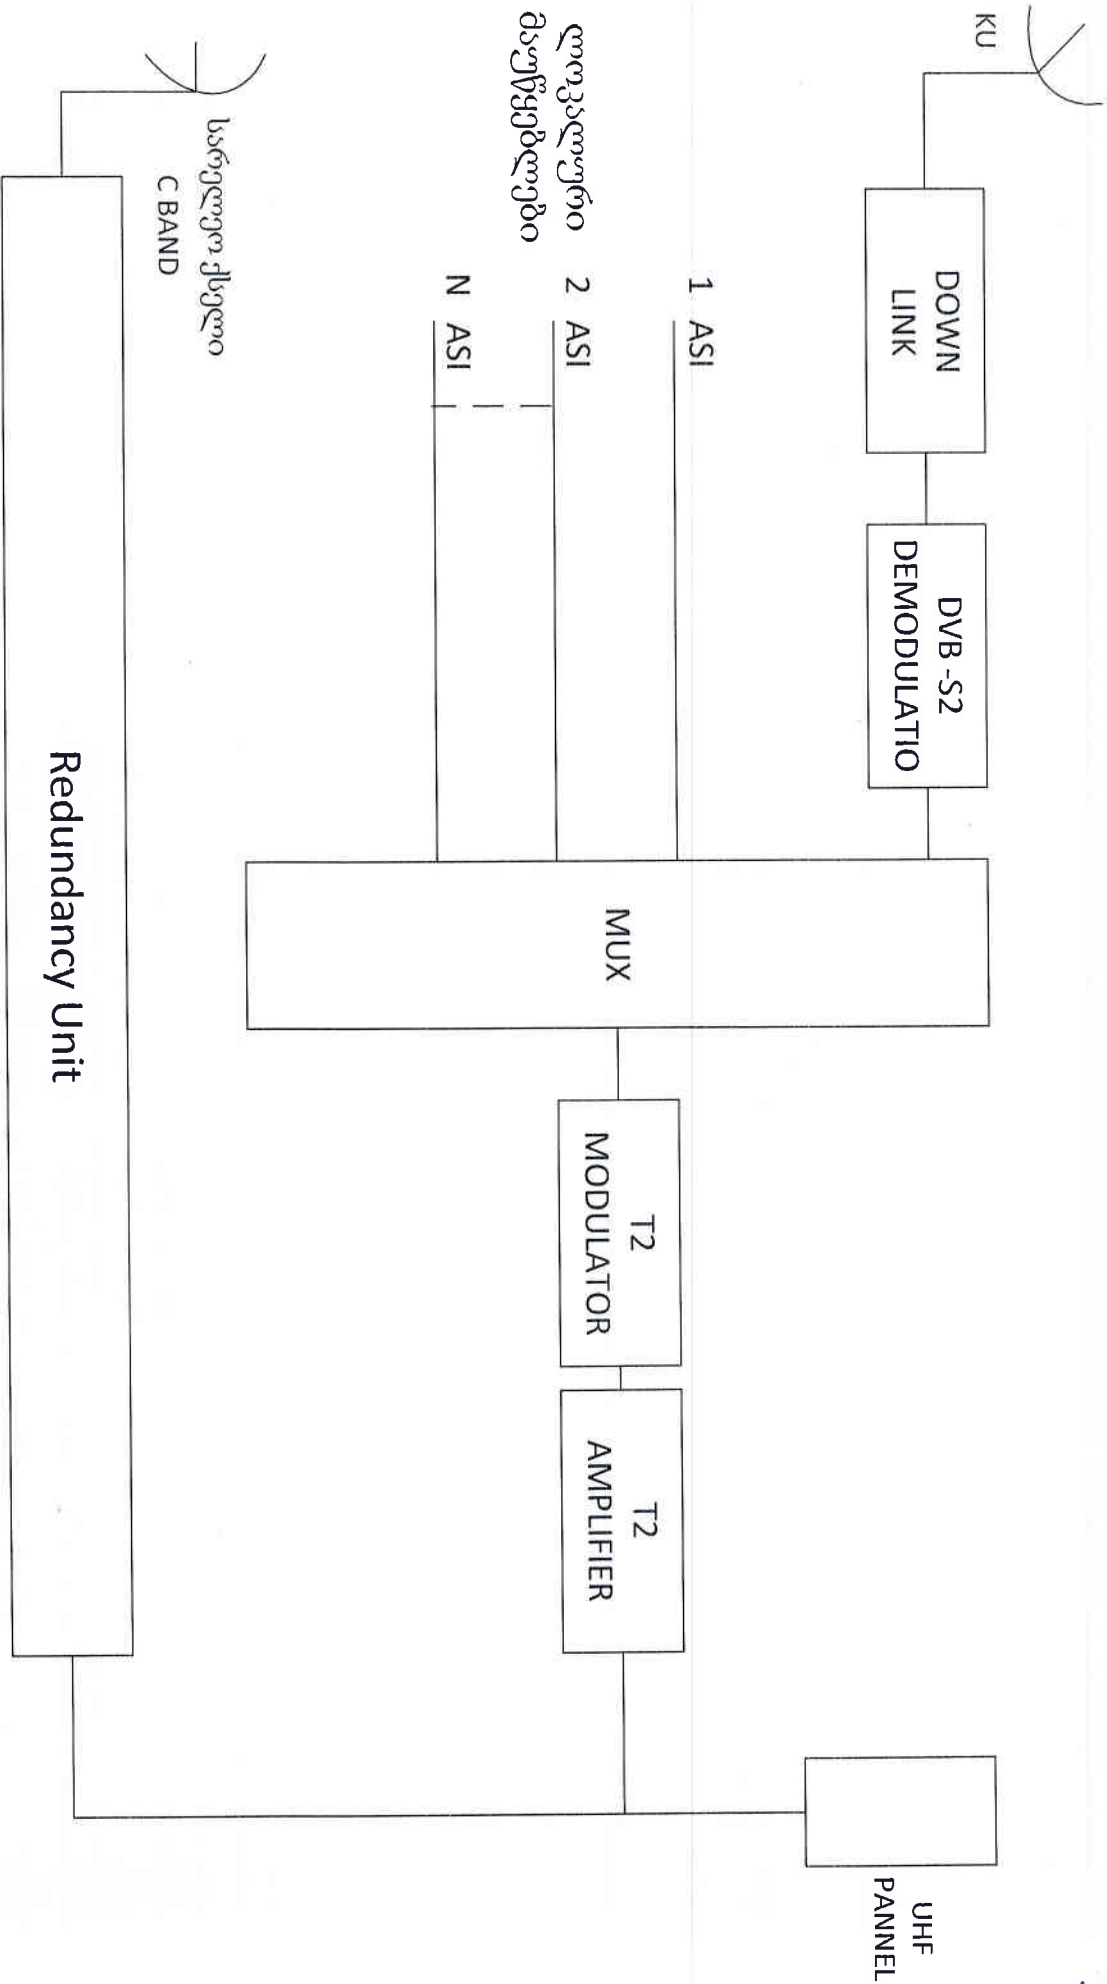 KU
DOWN
LINK
DVB -S2
DEMODULATIO
1 ASI
ლოკალური
მაუწყებლები
2 ASI
N ASI
MUX
T2
MODULATOR
T2
AMPLIFIER
UHF
PANNEL
სარელეო ქსელი
C BAND
Redundancy Unit